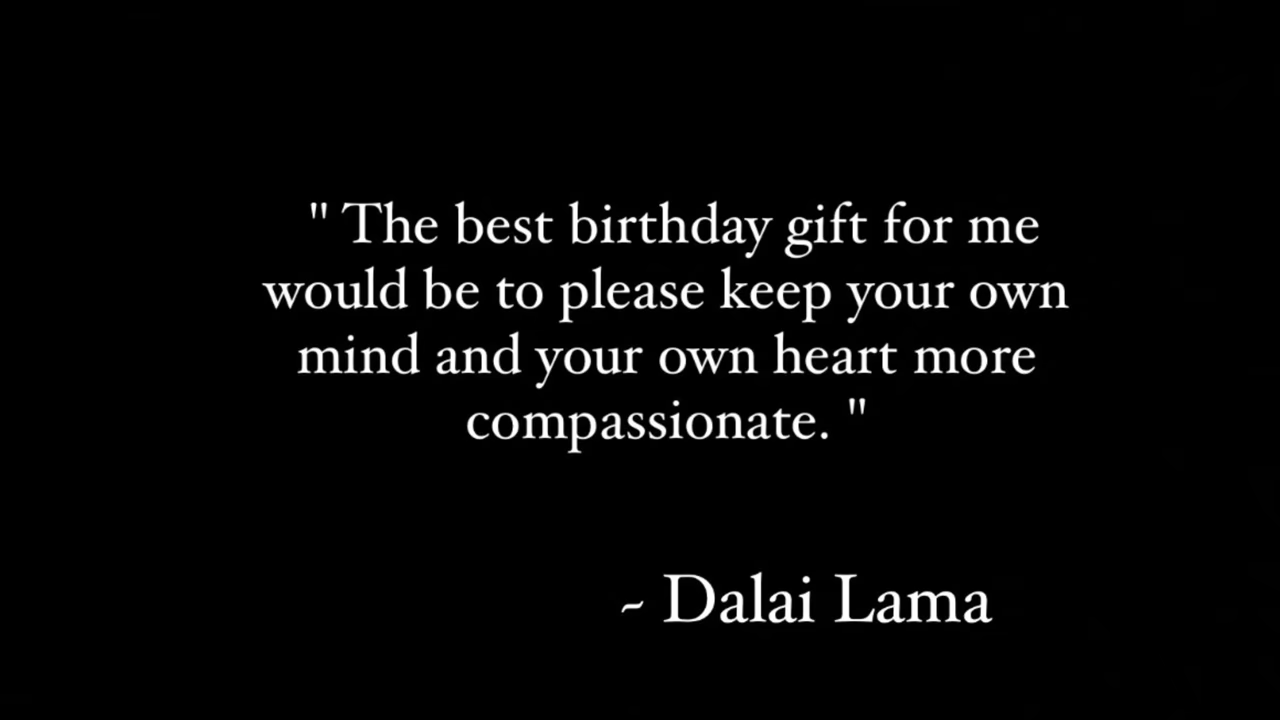 " The best birthday gift for me
would be to please keep your own
mind and your own heart more
compassionate. "
~ Dalai Lama